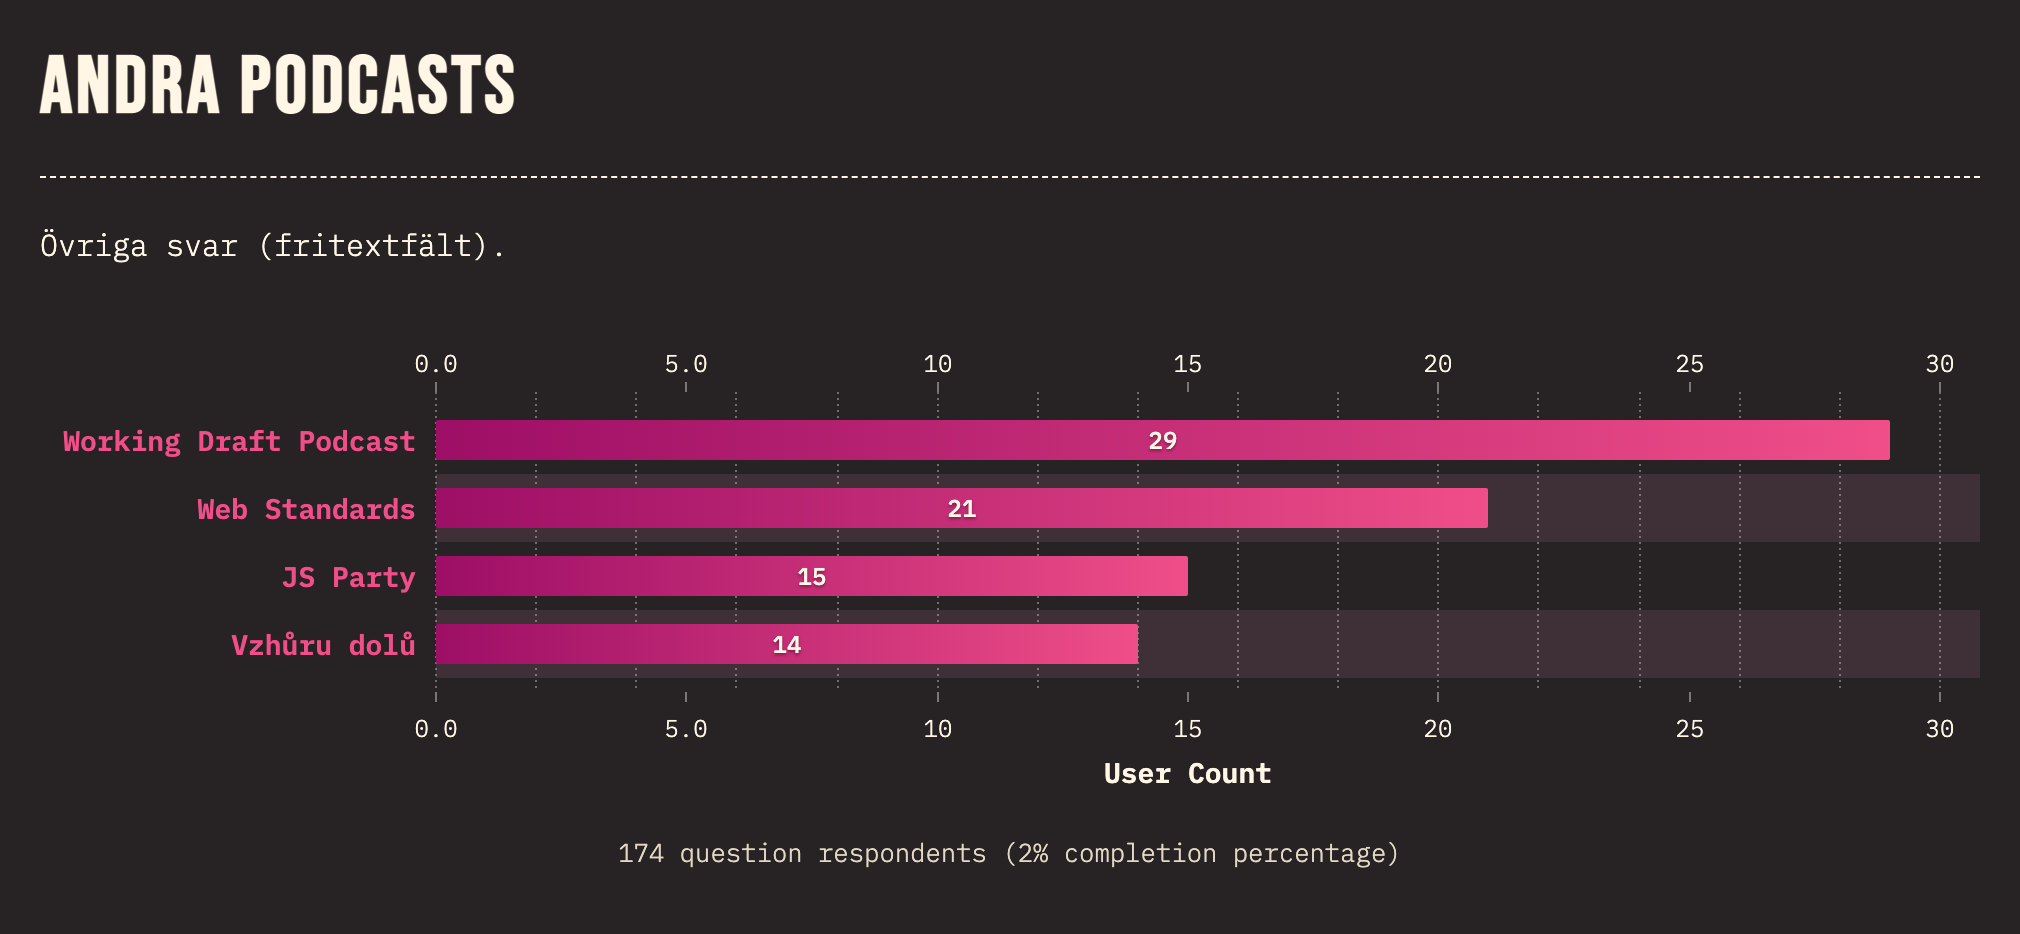 ANDRA PODCASTS
Övriga svar (fritextfält).
0.0 5.0 10 15 20 25 30
Working Draft Podcast 29
Web Standards 21
JS Party 15
Vzhůru dolů 14
0.0 5.0 10 15 20 25 30
User Count
174 question respondents (2% completion percentage)